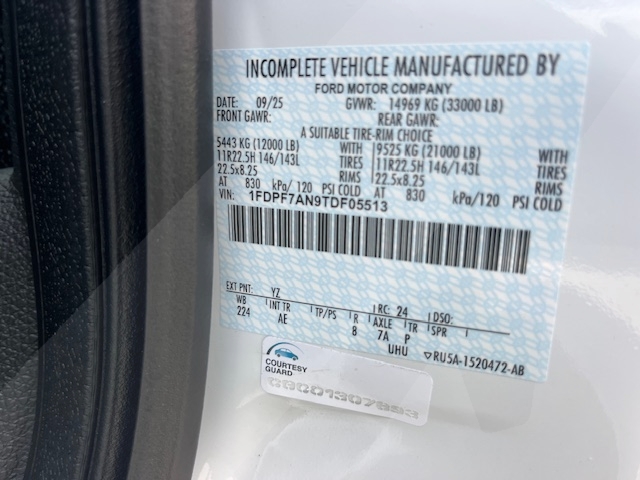 INCOMPLETE VEHICLE MANUFACTURED BY
FORD MOTOR COMPANY
DATE: 09/25 GVWR: 14969 KG (33000 LB)
FRONT GAWR: REAR GAWR:
A SUITABLE TIRE-RIM CHOICE
5443 KG (12000 LB) WITH 9525 KG (21000 LB) WITH
11R22.5H 146/143L TIRES 11R22.5H 146/143L TIRES
22.5x8.25 RIMS 22.5x8.25 RIMS
AT 830 kPa/120 PSI COLD AT 830 kPa/120 PSI COLD
VIN: 1FDPF7AN9TDF05513
EXT PNT: YZ RC: 24 DSO:
WB INT TR TP/PS R AXLE TR SPR
224 AE 8 7A P
UHU ▽RU5A-1520472-AB
COURTESY
GUARD